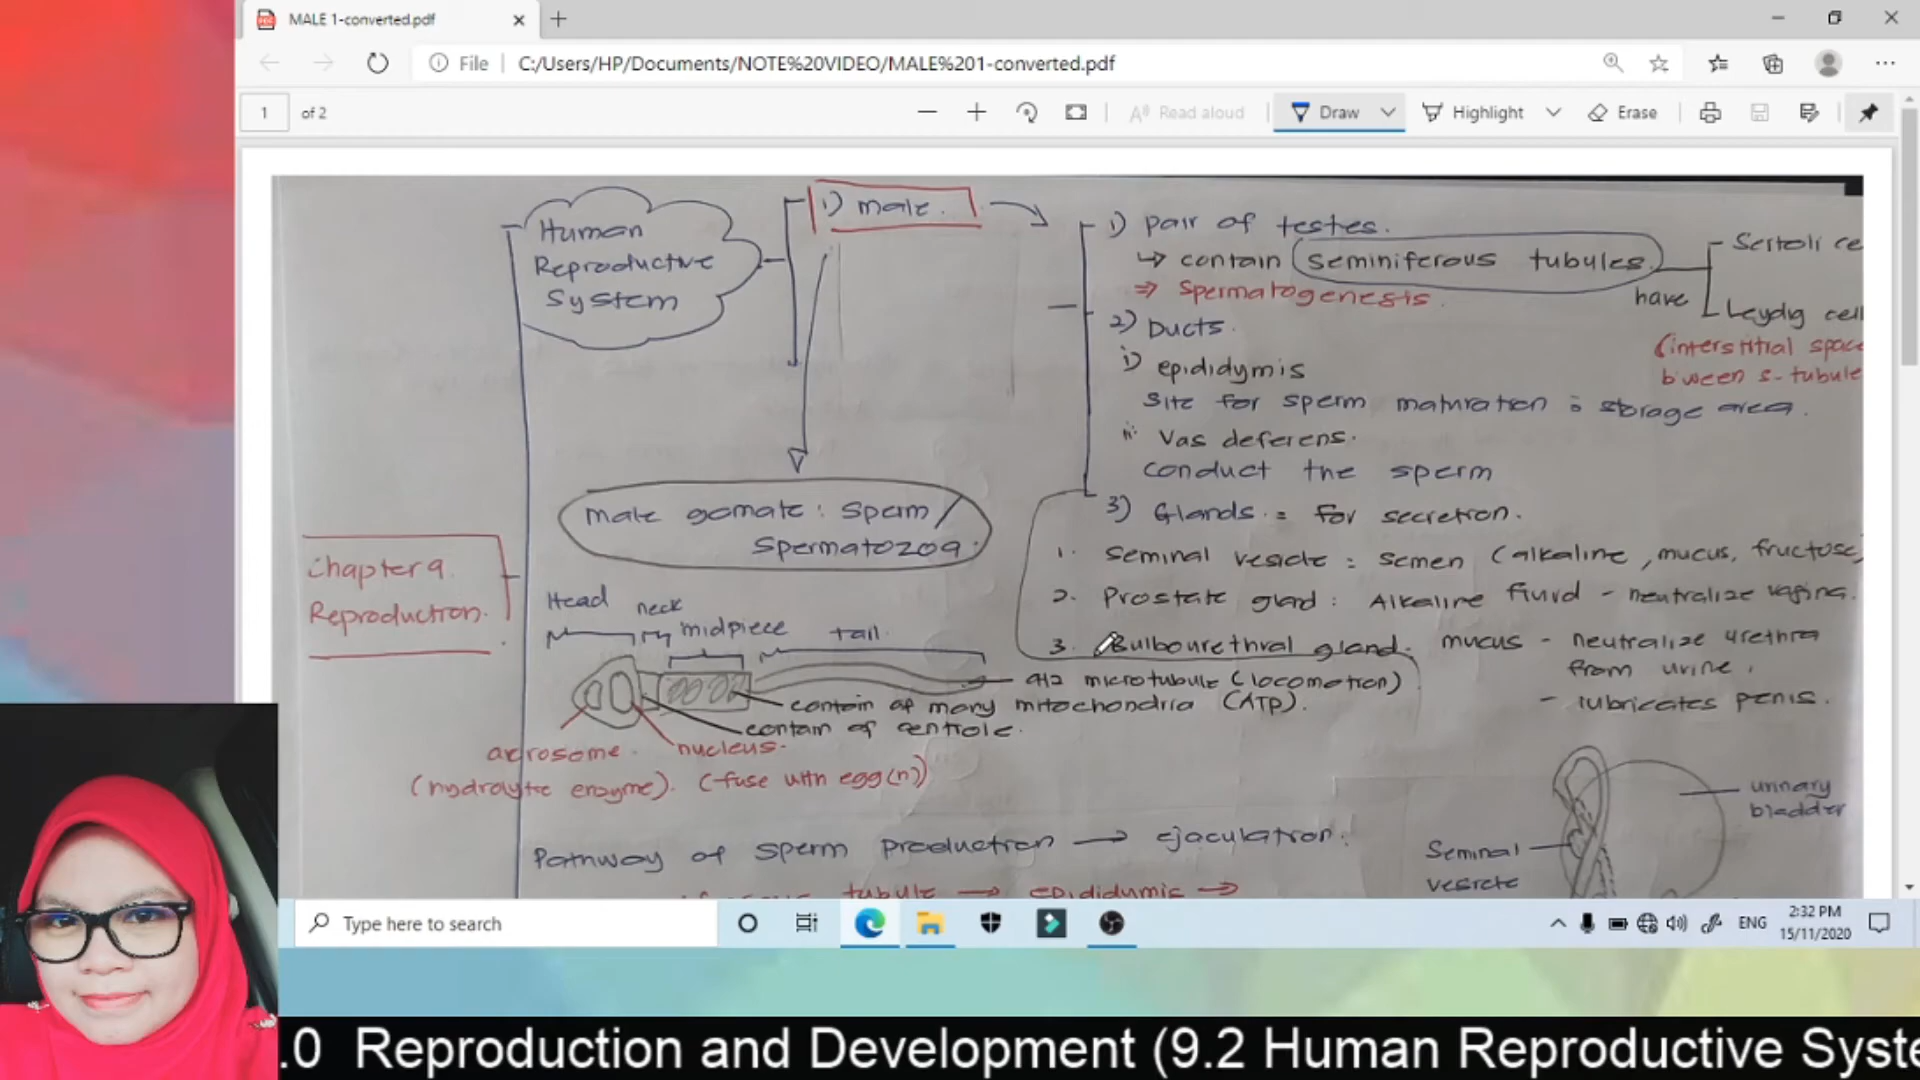 MALE 1-converted.pdf
File C:/Users/HP/Documents/NOTE%20VIDEO/MALE%201-converted.pdf
1 of 2
Read aloud Draw Highlight Erase
Human
Reproductive
System
1) male.
1) pair of testes.
↳ contain seminiferous tubules.
⇒ spermatogenesis.
have
Sertoli ce
Leydig cell
(interstitial space
b'ween s-tubule
2) Ducts.
i) epididymis
site for sperm maturation & storage area.
ii Vas deferens.
conduct the sperm
male gamate: sperm/
spermatozoa.
3) Glands := for secretion.
1. seminal vesicle : semen (alkaline, mucus, fructose,
2. Prostate gland : Alkaline fluid - neutralize vagina.
3. Bulbourethral gland. mucus - neutralize urethra
from urine.
- lubricates penis.
Chapter 9.
Reproduction.
Head neck midpiece tail
9+2 microtubule (locomotion)
contain of many mitochondria (ATP).
contain of centriole.
acrosome. nucleus.
(hydrolytic enzyme). (fuse with egg(n))
Pathway of sperm production → ejaculation.
tubule → epididymis →
urinary
bladder
Seminal
vesicle
Type here to search
ENG
2:32 PM
15/11/2020
.0 Reproduction and Development (9.2 Human Reproductive Syste